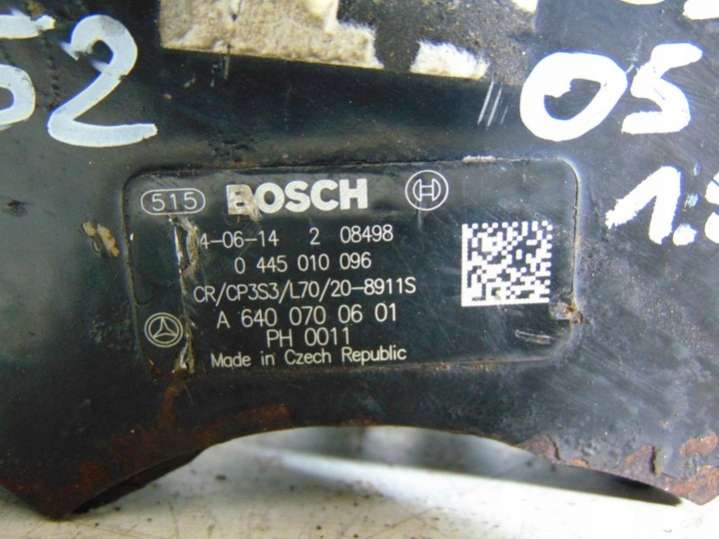 52
05
515 BOSCH
4-06-14 2 08498
0 445 010 096
CR/CP3S3/L70/20-8911S
A 640 070 06 01
PH 0011
Made in Czech Republic